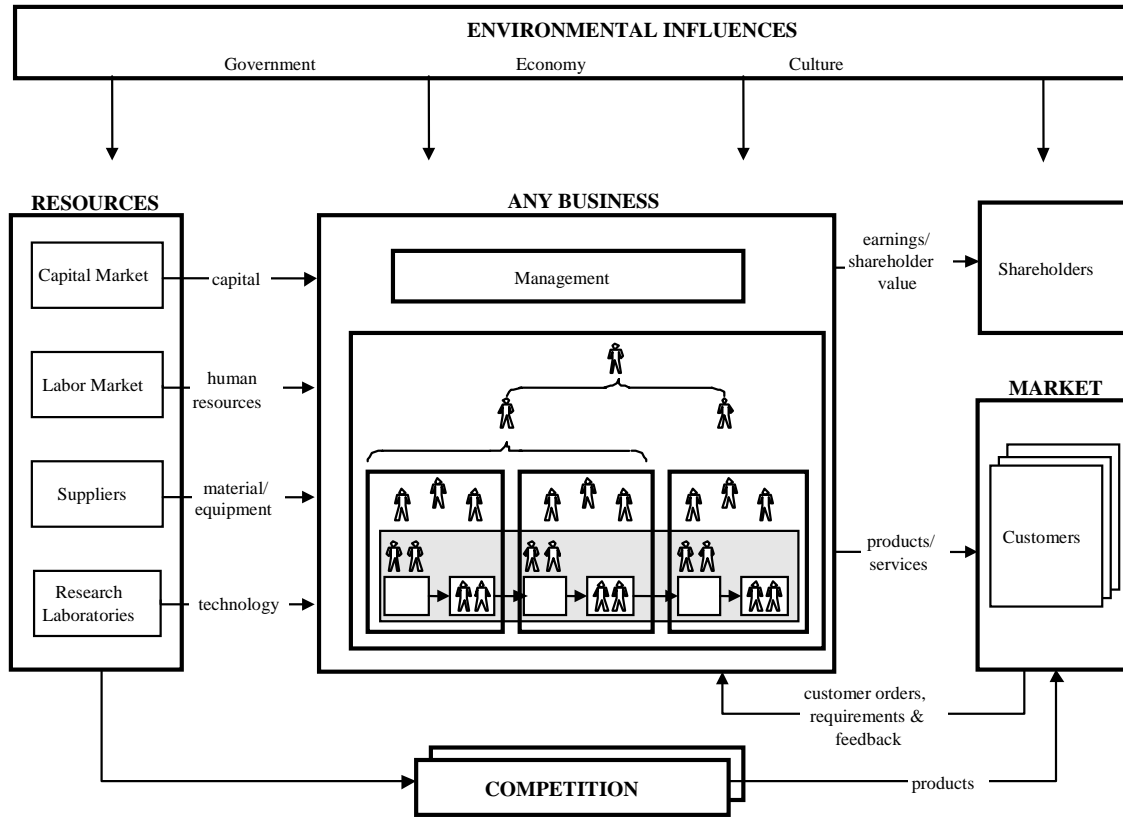 ENVIRONMENTAL INFLUENCES
Government
Economy
Culture
RESOURCES
Capital Market
Labor Market
Suppliers
Research
Laboratories
capital
human
resources
material/
equipment
technology
ANY BUSINESS
Management
earnings/
shareholder
value
Shareholders
products/
services
MARKET
Customers
customer orders,
requirements &
feedback
COMPETITION
products